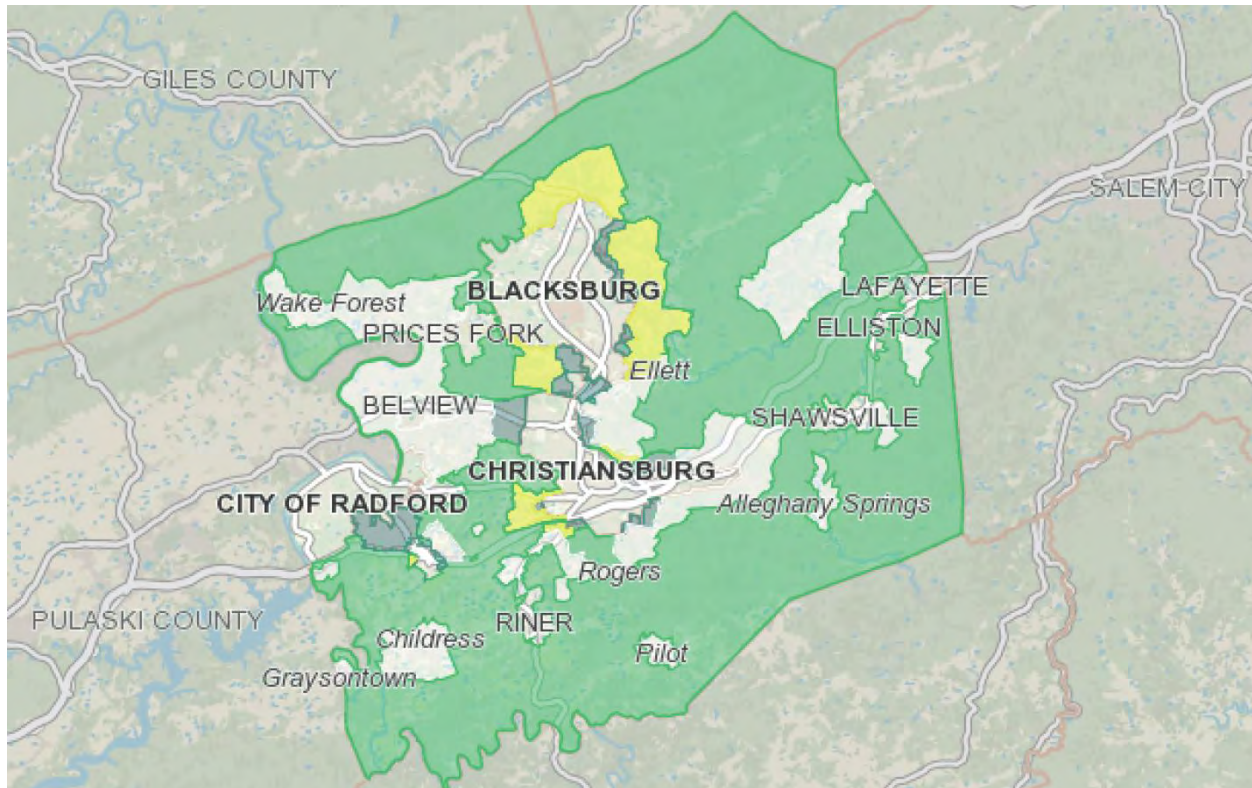 GILES COUNTY
SALEM CITY
LAFAYETTE
BLACKSBURG
Wake Forest
ELLISTON
PRICES FORK
Ellett
BELVIEW
SHAWSVILLE
CHRISTIANSBURG
CITY OF RADFORD
Alleghany Springs
Rogers
PULASKI COUNTY
RINER
Childress
Pilot
Graysontown